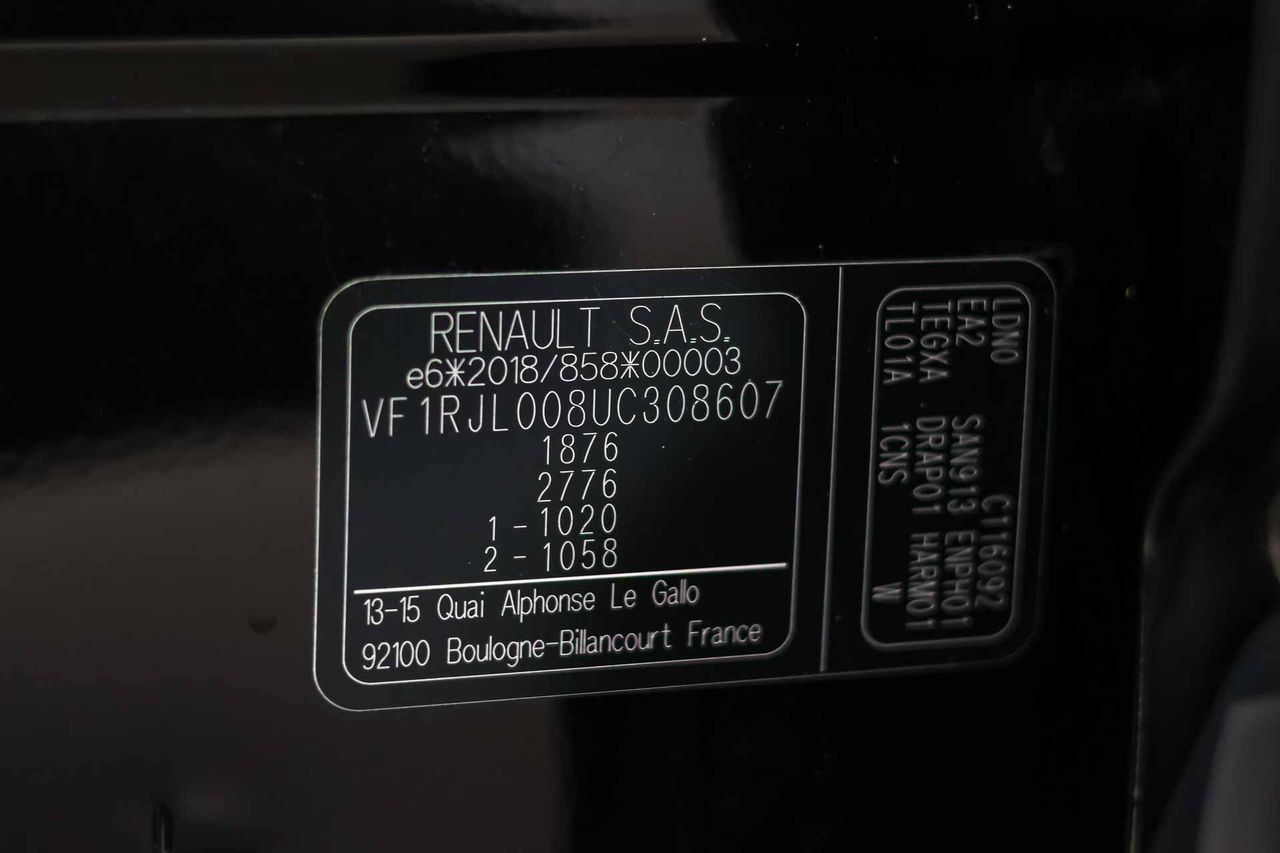 RENAULT S.A.S.
e6*2018/858*00003
VF1RJL008UC308607
1876
2776
1 - 1020
2 - 1058
13-15 Quai Alphonse Le Gallo
92100 Boulogne-Billancourt France
LDN0 C116092
EA2 SAN913 ENPH01
TEGXA . DRAP01 HARM01
TL01A 1CNS W